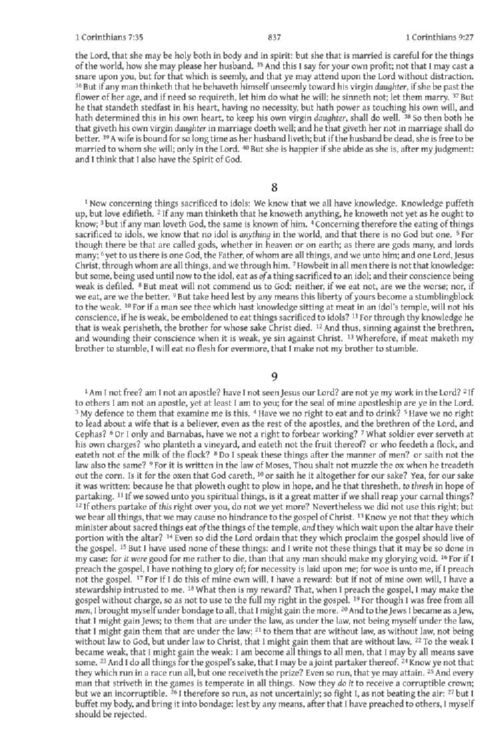 1 Corinthians 7:35 837 1 Corinthians 9:27
the Lord, that she may be holy both in body and in spirit: but she that is married is careful for the things
of the world, how she may please her husband. 35 And this I say for your own profit; not that I may cast a
snare upon you, but for that which is seemly, and that ye may attend upon the Lord without distraction.
36 But if any man thinketh that he behaveth himself unseemly toward his virgin daughter, if she be past the
flower of her age, and if need so requireth, let him do what he will; he sinneth not; let them marry. 37 But
he that standeth stedfast in his heart, having no necessity, but hath power as touching his own will, and
hath determined this in his own heart, to keep his own virgin daughter, shall do well. 38 So then both he
that giveth his own virgin daughter in marriage doeth well; and he that giveth her not in marriage shall do
better. 39 A wife is bound for so long time as her husband liveth; but if the husband be dead, she is free to be
married to whom she will; only in the Lord. 40 But she is happier if she abide as she is, after my judgment:
and I think that I also have the Spirit of God.
8
1 Now concerning things sacrificed to idols: We know that we all have knowledge. Knowledge puffeth
up, but love edifieth. 2 If any man thinketh that he knoweth anything, he knoweth not yet as he ought to
know; 3 but if any man loveth God, the same is known of him. 4 Concerning therefore the eating of things
sacrificed to idols, we know that no idol is anything in the world, and that there is no God but one. 5 For
though there be that are called gods, whether in heaven or on earth; as there are gods many, and lords
many; 6 yet to us there is one God, the Father, of whom are all things, and we unto him; and one Lord, Jesus
Christ, through whom are all things, and we through him. 7 Howbeit in all men there is not that knowledge:
but some, being used until now to the idol, eat as of a thing sacrificed to an idol; and their conscience being
weak is defiled. 8 But meat will not commend us to God: neither, if we eat not, are we the worse; nor, if
we eat, are we the better. 9 But take heed lest by any means this liberty of yours become a stumblingblock
to the weak. 10 For if a man see thee which hast knowledge sitting at meat in an idol's temple, will not his
conscience, if he is weak, be emboldened to eat things sacrificed to idols? 11 For through thy knowledge he
that is weak perisheth, the brother for whose sake Christ died. 12 And thus, sinning against the brethren,
and wounding their conscience when it is weak, ye sin against Christ. 13 Wherefore, if meat maketh my
brother to stumble, I will eat no flesh for evermore, that I make not my brother to stumble.
9
1 Am I not free? am I not an apostle? have I not seen Jesus our Lord? are not ye my work in the Lord? 2 If
to others I am not an apostle, yet at least I am to you; for the seal of mine apostleship are ye in the Lord.
3 My defence to them that examine me is this. 4 Have we no right to eat and to drink? 5 Have we no right
to lead about a wife that is a believer, even as the rest of the apostles, and the brethren of the Lord, and
Cephas? 6 Or I only and Barnabas, have we not a right to forbear working? 7 What soldier ever serveth at
his own charges? who planteth a vineyard, and eateth not the fruit thereof? or who feedeth a flock, and
eateth not of the milk of the flock? 8 Do I speak these things after the manner of men? or saith not the
law also the same? 9 For it is written in the law of Moses, Thou shalt not muzzle the ox when he treadeth
out the corn. Is it for the oxen that God careth, 10 or saith he it altogether for our sake? Yea, for our sake
it was written: because he that ploweth ought to plow in hope, and he that thresheth, to thresh in hope of
partaking. 11 If we sowed unto you spiritual things, is it a great matter if we shall reap your carnal things?
12 If others partake of this right over you, do not we yet more? Nevertheless we did not use this right; but
we bear all things, that we may cause no hindrance to the gospel of Christ. 13 Know ye not that they which
minister about sacred things eat of the things of the temple, and they which wait upon the altar have their
portion with the altar? 14 Even so did the Lord ordain that they which proclaim the gospel should live of
the gospel. 15 But I have used none of these things: and I write not these things that it may be so done in
my case: for it were good for me rather to die, than that any man should make my glorying void. 16 For if I
preach the gospel, I have nothing to glory of; for necessity is laid upon me; for woe is unto me, if I preach
not the gospel. 17 For if I do this of mine own will, I have a reward: but if not of mine own will, I have a
stewardship intrusted to me. 18 What then is my reward? That, when I preach the gospel, I may make the
gospel without charge, so as not to use to the full my right in the gospel. 19 For though I was free from all
men, I brought myself under bondage to all, that I might gain the more. 20 And to the Jews I became as a Jew,
that I might gain Jews; to them that are under the law, as under the law, not being myself under the law,
that I might gain them that are under the law; 21 to them that are without law, as without law, not being
without law to God, but under law to Christ, that I might gain them that are without law. 22 To the weak I
became weak, that I might gain the weak: I am become all things to all men, that I may by all means save
some. 23 And I do all things for the gospel's sake, that I may be a joint partaker thereof. 24 Know ye not that
they which run in a race run all, but one receiveth the prize? Even so run, that ye may attain. 25 And every
man that striveth in the games is temperate in all things. Now they do it to receive a corruptible crown;
but we an incorruptible. 26 I therefore so run, as not uncertainly; so fight I, as not beating the air: 27 but I
buffet my body, and bring it into bondage: lest by any means, after that I have preached to others, I myself
should be rejected.